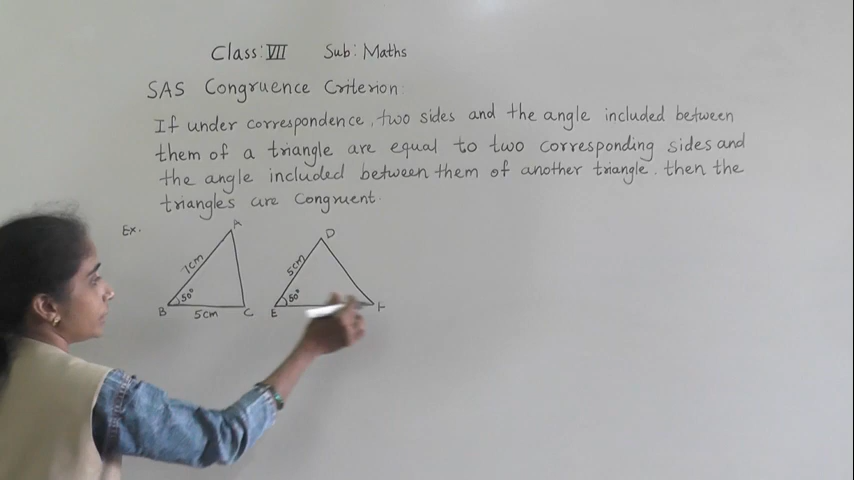 Class: VII Sub: Maths
SAS Congruence Criterion:
If under correspondence, two sides and the angle included between
them of a triangle are equal to two corresponding sides and
the angle included between them of another triangle. then the
triangles are Congruent.
Ex.
A
D
7cm
5cm
50°
50°
B
C
E
F
5cm